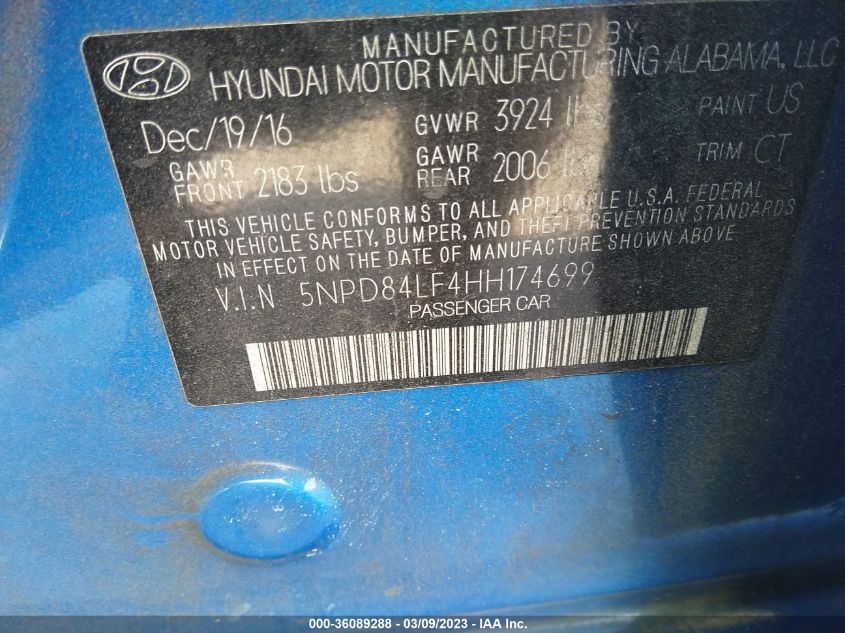 MANUFACTURED BY
HYUNDAI MOTOR MANUFACTURING ALABAMA, LLC
Dec/19/16 GVWR 3924 lbs PAINT US
GAWR FRONT 2183 lbs GAWR REAR 2006 lbs TRIM CT
THIS VEHICLE CONFORMS TO ALL APPLICABLE U.S.A. FEDERAL
MOTOR VEHICLE SAFETY, BUMPER, AND THEFT PREVENTION STANDARDS
IN EFFECT ON THE DATE OF MANUFACTURE SHOWN ABOVE
V.I.N 5NPD84LF4HH174699
PASSENGER CAR
000-36089288 - 03/09/2023 - IAA Inc.